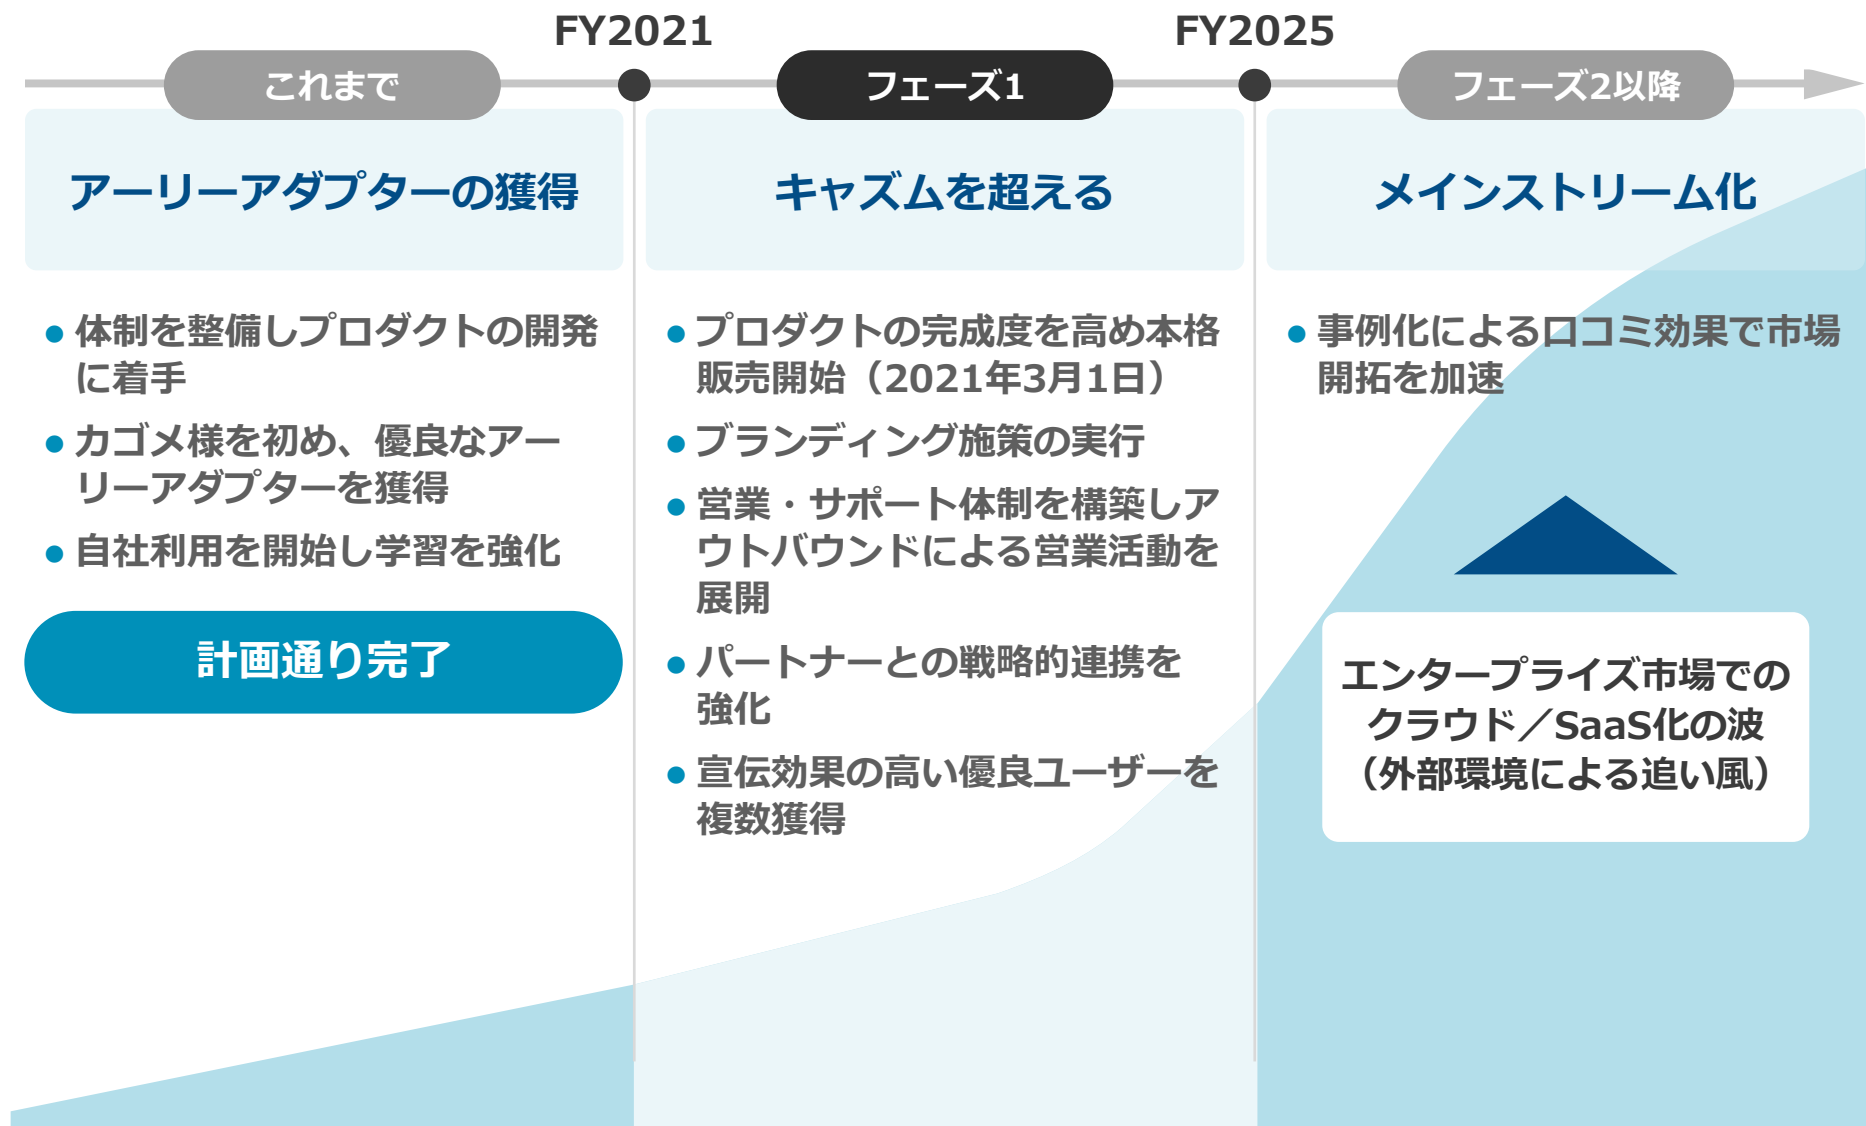 FY2021
FY2025
これまで
フェーズ1
フェーズ2以降
アーリーアダプターの獲得
キャズムを超える
メインストリーム化
●体制を整備しプロダクトの開発
に着手
●カゴメ様を初め、優良なアー
リーアダプターを獲得
●自社利用を開始し学習を強化
計画通り完了
●プロダクトの完成度を高め本格
販売開始（2021年3月1日）
●ブランディング施策の実行
●営業・サポート体制を構築しア
ウトバウンドによる営業活動を
展開
●パートナーとの戦略的連携を
強化
●宣伝効果の高い優良ユーザーを
複数獲得
●事例化による口コミ効果で市場
開拓を加速
エンタープライズ市場での
クラウド／SaaS化の波
（外部環境による追い風）